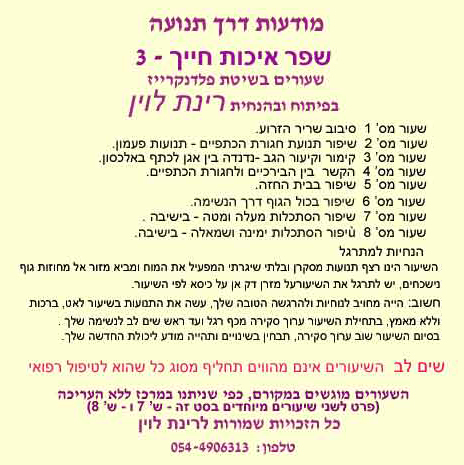 מודעות דרך תנועה
שפר איכות חייך - 3
שעורים בשיטת פלדנקרייז
בפיתוח ובהנחית רינת לוין
שעור מס' 1 סיבוב שריר הזרוע.
שעור מס' 2 שיפור תנועת חגורת הכתפיים - תנועות פעמון.
שעור מס' 3 קימור וקיעור הגב -נדנדה בין אגן לכתף באלכסון.
שעור מס' 4 הקשר בין הבירכיים ולחגורת הכתפיים.
שעור מס' 5 שיפור בבית החזה.
שעור מס' 6 שיפור בכול הגוף דרך הנשימה.
שעור מס' 7 שיפור הסתכלות מעלה ומטה - בישיבה .
שעור מס' 8 ùיפור הסתכלות ימינה ושמאלה - בישיבה.
הנחיות למתרגל
השיעור הינו רצף תנועות מסקרן ובלתי שיגרתי המפעיל את המוח ומביא מזור אל מחוזות גוף
נישכחים, יש לתרגל את השיעורעל מזרן דק אן על כיסא לפי השיעור.
חשוב: הייה מחויב לנוחיות ולהרגשה הטובה שלך, עשה את התנועות בשיעור לאט, ברכות
וללא מאמץ, בתחילת השיעור ערוך סקירה מכף רגל ועד ראש שים לב לנשימה שלך .
בסיום השיעור שוב ערוך סקירה, תבחין בשינויים ותהייה מודע ליכולת החדשה שלך.
שים לב השיעורים אינם מהווים תחליף מסוג כל שהוא לטיפול רפואי
השעורים מוגשים במקורם, כפי שניתנו במרכז ללא העריכה
(פרט לשני שיעורים מיוחדים בסט זה - ש' 7 ו - ש' 8)
כל הזכויות שמורות לרינת לוין
טלפון: 054-4906313